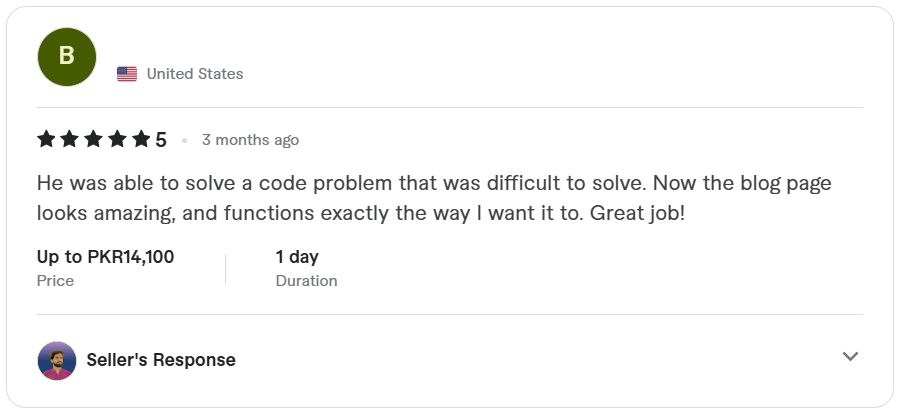 B
United States
5 • 3 months ago
He was able to solve a code problem that was difficult to solve. Now the blog page
looks amazing, and functions exactly the way I want it to. Great job!
Up to PKR14,100
Price
1 day
Duration
Seller's Response